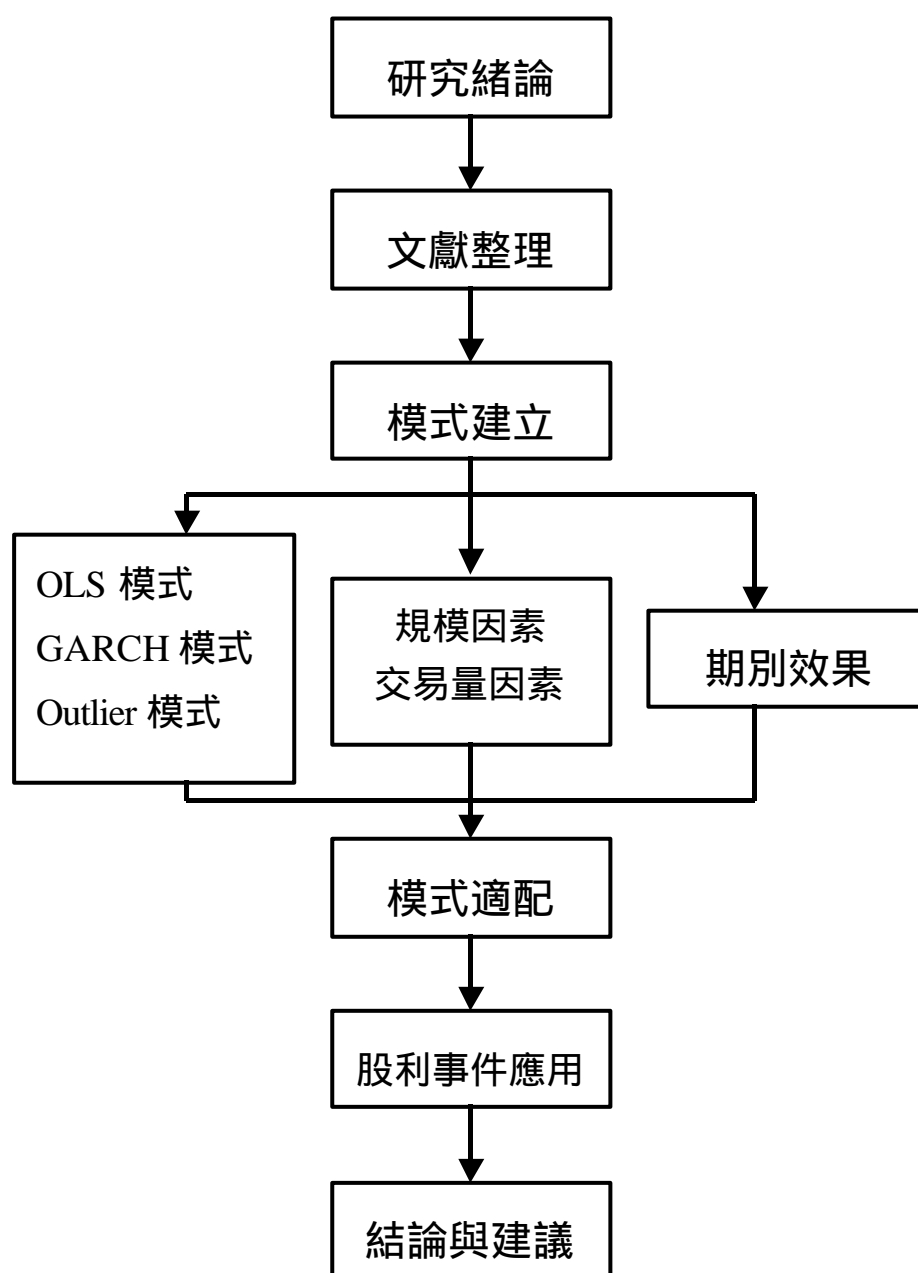 研究緒論
文獻整理
模式建立
OLS 模式
GARCH 模式
Outlier 模式
規模因素
交易量因素
期別效果
模式適配
股利事件應用
結論與建議